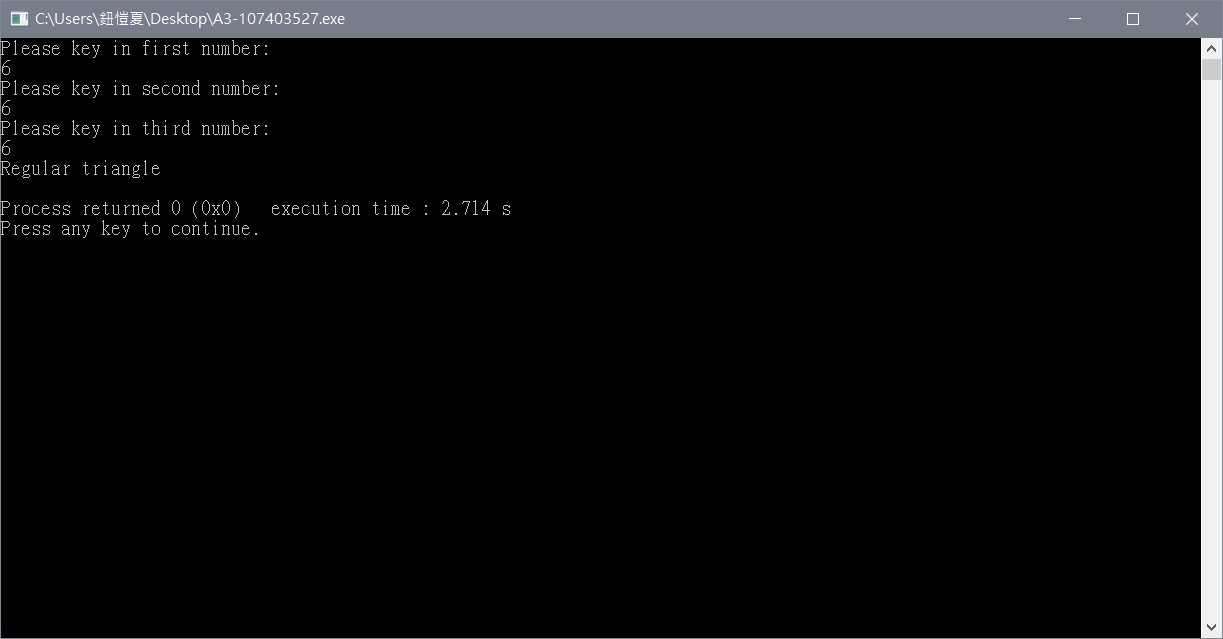 C:\Users\鈕愷夏\Desktop\A3-107403527.exe
Please key in first number:
6
Please key in second number:
6
Please key in third number:
6
Regular triangle
Process returned 0 (0x0)   execution time : 2.714 s
Press any key to continue.